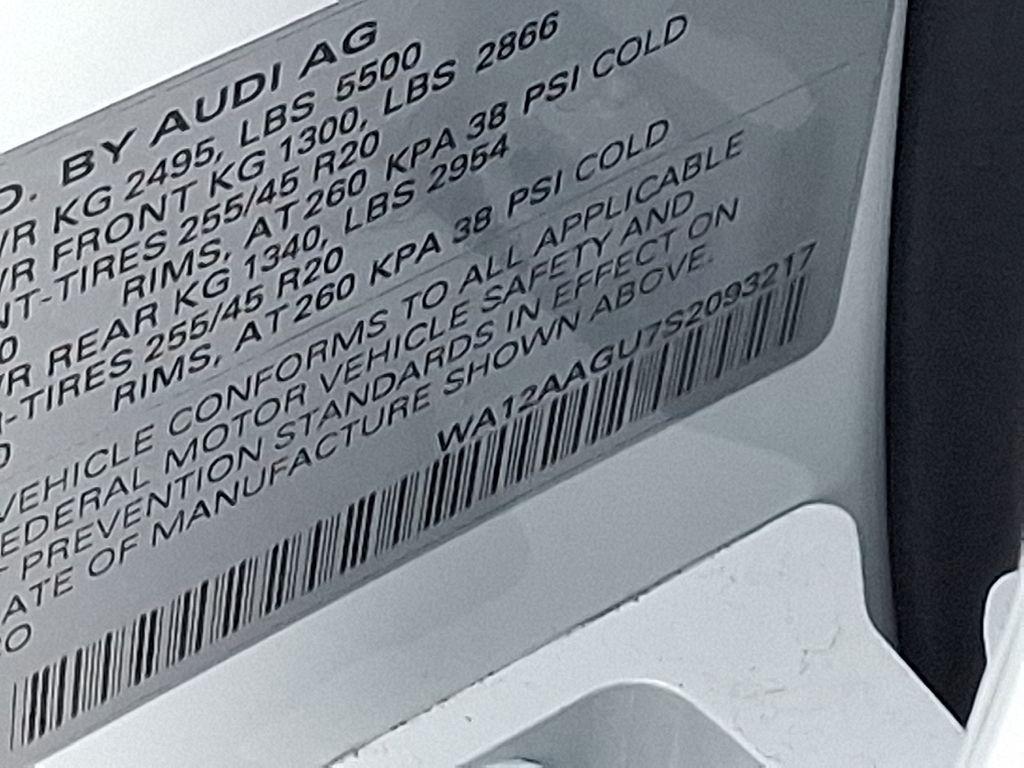 D. BY AUDI AG
/R KG 2495, LBS 5500
/R FRONT KG 1300, LBS 2866
NT-TIRES 255/45 R20
RIMS, AT 260 KPA 38 PSI COLD
0
/R REAR KG 1340, LBS 2954
-TIRES 255/45 R20
RIMS, AT 260 KPA 38 PSI COLD
VEHICLE CONFORMS TO ALL APPLICABLE
EDERAL MOTOR VEHICLE SAFETY AND
T PREVENTION STANDARDS IN EFFECT ON
ATE OF MANUFACTURE SHOWN ABOVE.
WA12AAGU7S2093217